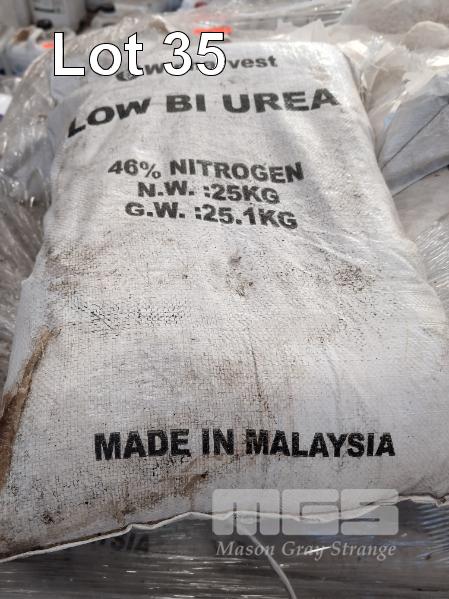 Lot 35
LOW BI UREA
46% NITROGEN
N.W. :25KG
G.W. :25.1KG
MADE IN MALAYSIA
MGS
Mason Gray Strange